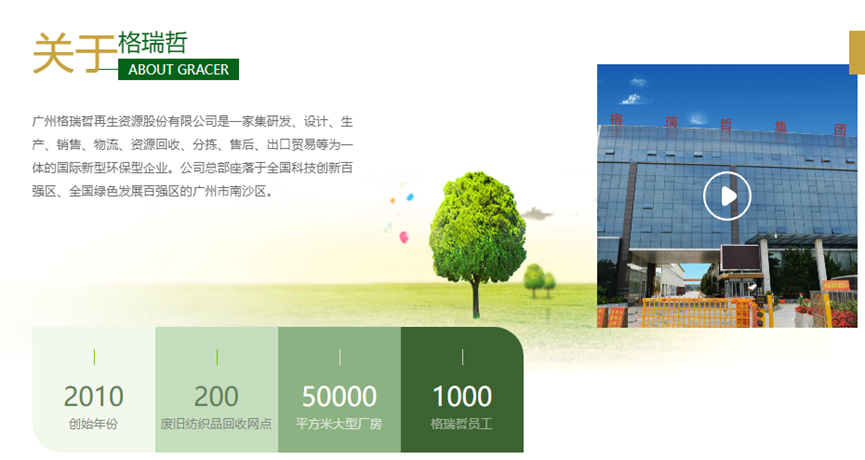 关于
格瑞哲
ABOUT GRACER
广州格瑞哲再生资源股份有限公司是一家集研发、设计、生
产、销售、物流、资源回收、分拣、售后、出口贸易等为一
体的国际新型环保型企业。公司总部座落于全国科技创新百
强区、全国绿色发展百强区的广州市南沙区。
格瑞哲集团
2010
创始年份
200
废旧纺织品回收网点
50000
平方米大型厂房
1000
格瑞哲员工